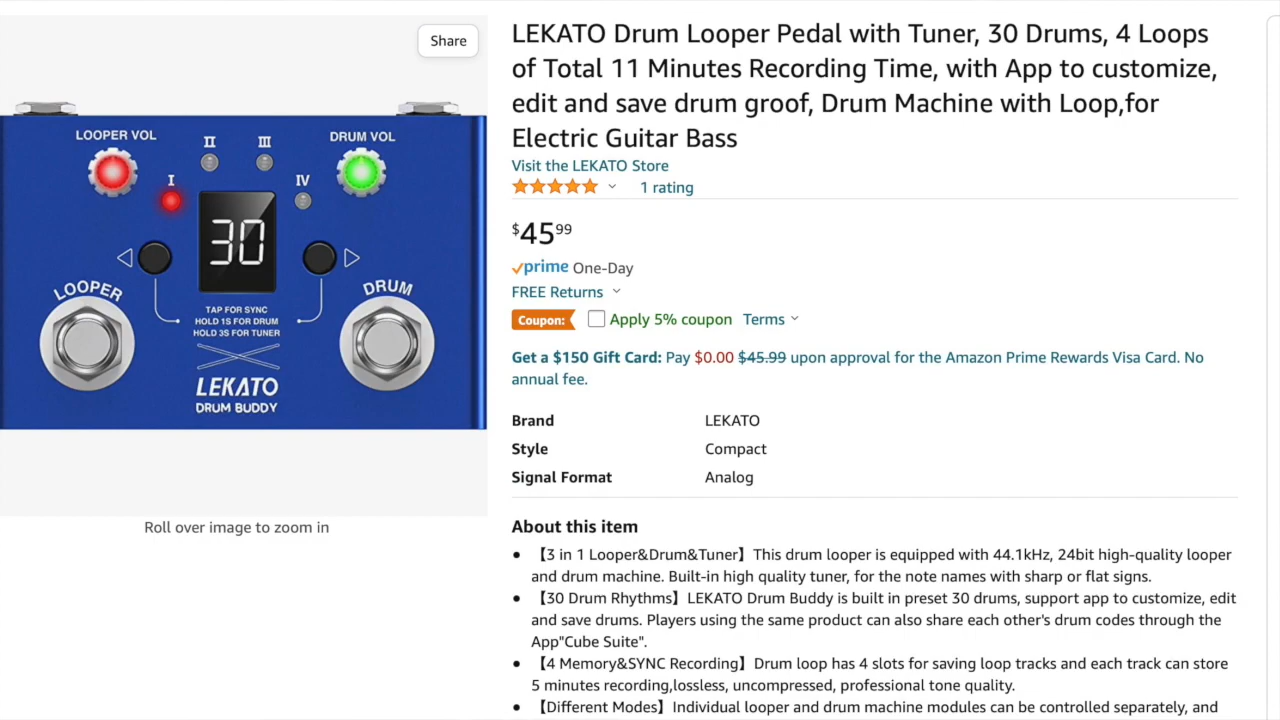 Share
LOOPER VOL
II
III
DRUM VOL
I
IV
30
LOOPER
DRUM
TAP FOR SYNC
HOLD 1S FOR DRUM
HOLD 3S FOR TUNER
LEKATO
DRUM BUDDY
Roll over image to zoom in
LEKATO Drum Looper Pedal with Tuner, 30 Drums, 4 Loops
of Total 11 Minutes Recording Time, with App to customize,
edit and save drum groof, Drum Machine with Loop,for
Electric Guitar Bass
Visit the LEKATO Store
1 rating
$4599
prime One-Day
FREE Returns
Coupon: Apply 5% coupon Terms
Get a $150 Gift Card: Pay $0.00 $45.99 upon approval for the Amazon Prime Rewards Visa Card. No
annual fee.
Brand LEKATO
Style Compact
Signal Format Analog
About this item
【3 in 1 Looper&Drum&Tuner】This drum looper is equipped with 44.1kHz, 24bit high-quality looper
and drum machine. Built-in high quality tuner, for the note names with sharp or flat signs.
【30 Drum Rhythms】LEKATO Drum Buddy is built in preset 30 drums, support app to customize, edit
and save drums. Players using the same product can also share each other's drum codes through the
App"Cube Suite".
【4 Memory&SYNC Recording】Drum loop has 4 slots for saving loop tracks and each track can store
5 minutes recording,lossless, uncompressed, professional tone quality.
【Different Modes】Individual looper and drum machine modules can be controlled separately, and